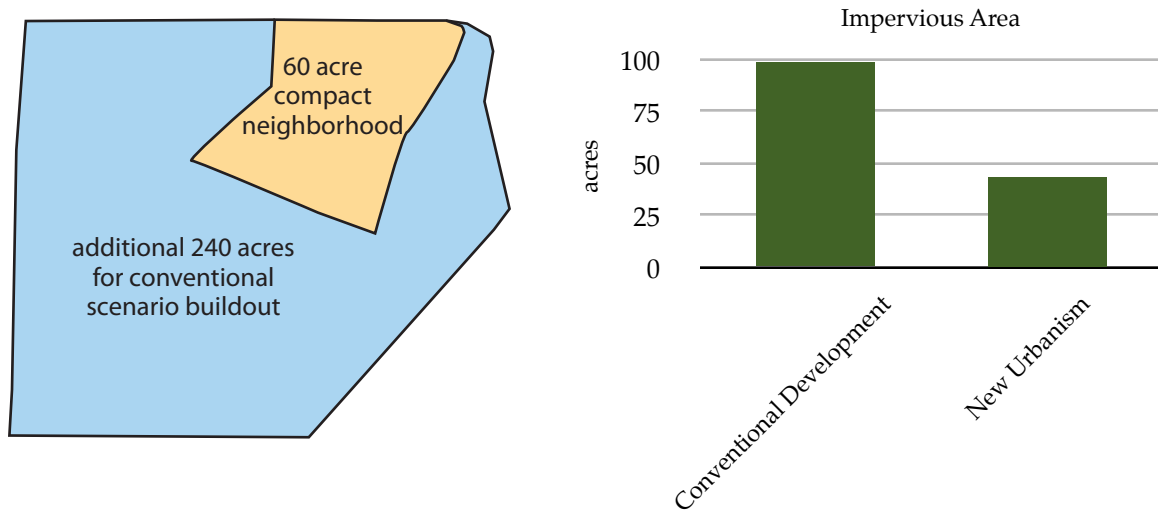 60 acre
compact
neighborhood
additional 240 acres
for conventional
scenario buildout
Impervious Area
acres
100
75
50
25
0
Conventional Development
New Urbanism